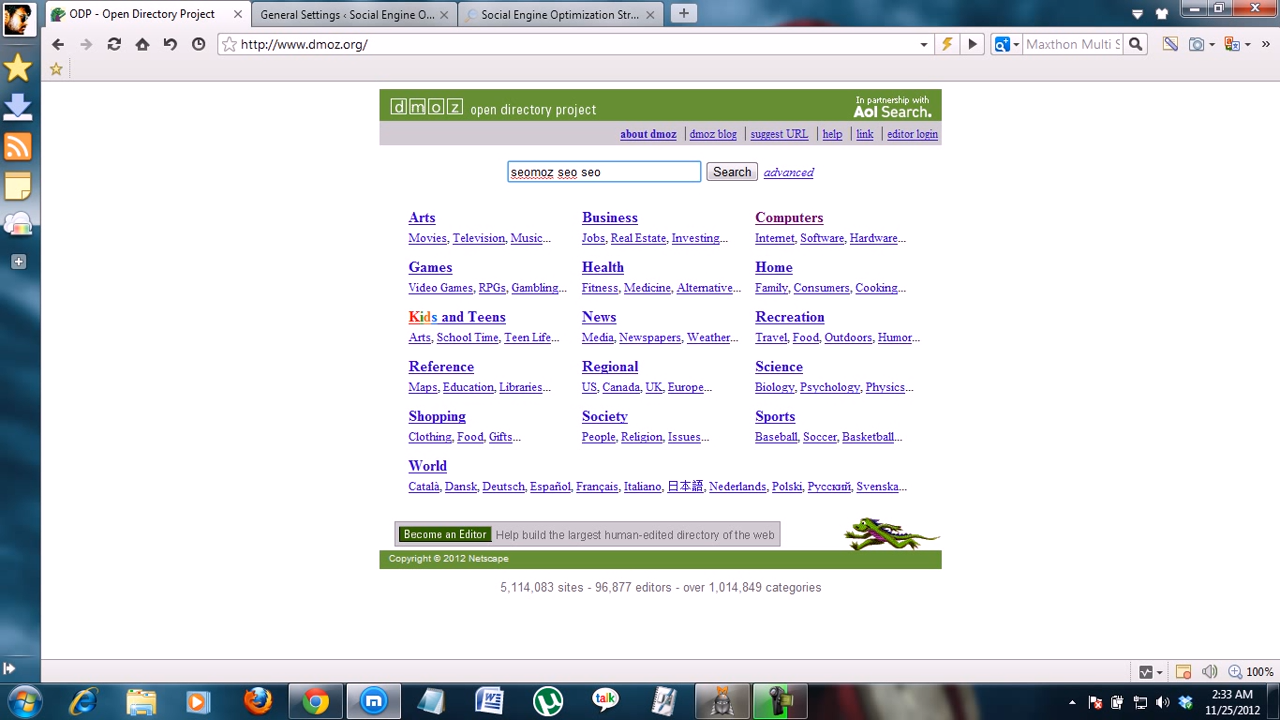 ODP - Open Directory Project
General Settings ‹ Social Engine O...
Social Engine Optimization Str...
http://www.dmoz.org/
Maxthon Multi S
dmoz open directory project
In partnership with
Aol Search.
about dmoz | dmoz blog | suggest URL | help | link | editor login
seomoz seo seo
Search advanced
Arts Business Computers
Movies, Television, Music... Jobs, Real Estate, Investing... Internet, Software, Hardware...
Games Health Home
Video Games, RPGs, Gambling... Fitness, Medicine, Alternative... Family, Consumers, Cooking...
Kids and Teens News Recreation
Arts, School Time, Teen Life... Media, Newspapers, Weather... Travel, Food, Outdoors, Humor...
Reference Regional Science
Maps, Education, Libraries... US, Canada, UK, Europe... Biology, Psychology, Physics...
Shopping Society Sports
Clothing, Food, Gifts... People, Religion, Issues... Baseball, Soccer, Basketball...
World
Català, Dansk, Deutsch, Español, Français, Italiano, 日本語, Nederlands, Polski, Русский, Svenska...
Become an Editor Help build the largest human-edited directory of the web
Copyright © 2012 Netscape
5,114,083 sites - 96,877 editors - over 1,014,849 categories
100%
talk
2:33 AM
11/25/2012